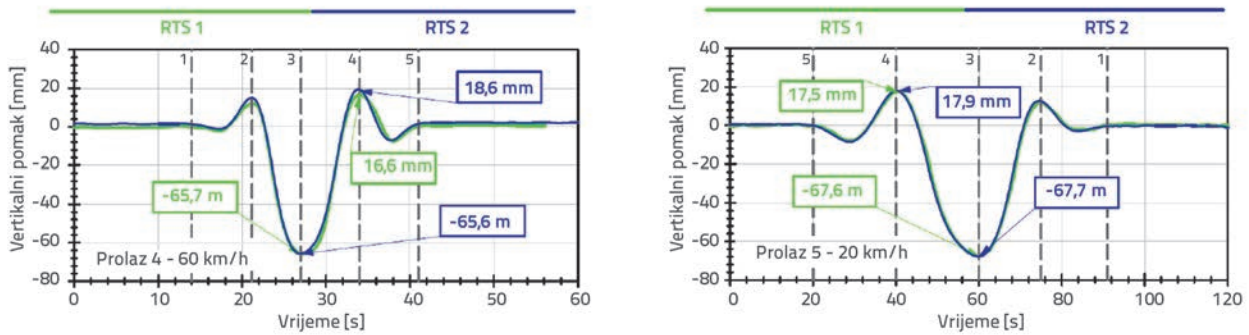 RTS 1
RTS 2
Vertikalni pomak [mm]
40
20
0
-20
-40
-60
-80
1
2
3
4
5
18,6 mm
16,6 mm
-65,7 m
-65,6 m
Prolaz 4 - 60 km/h
0
10
20
30
40
50
60
Vrijeme [s]
RTS 1
RTS 2
Vertikalni pomak [mm]
40
20
0
-20
-40
-60
-80
5
4
3
2
1
17,5 mm
17,9 mm
-67,6 m
-67,7 m
Prolaz 5 - 20 km/h
0
20
40
60
80
100
120
Vrijeme [s]